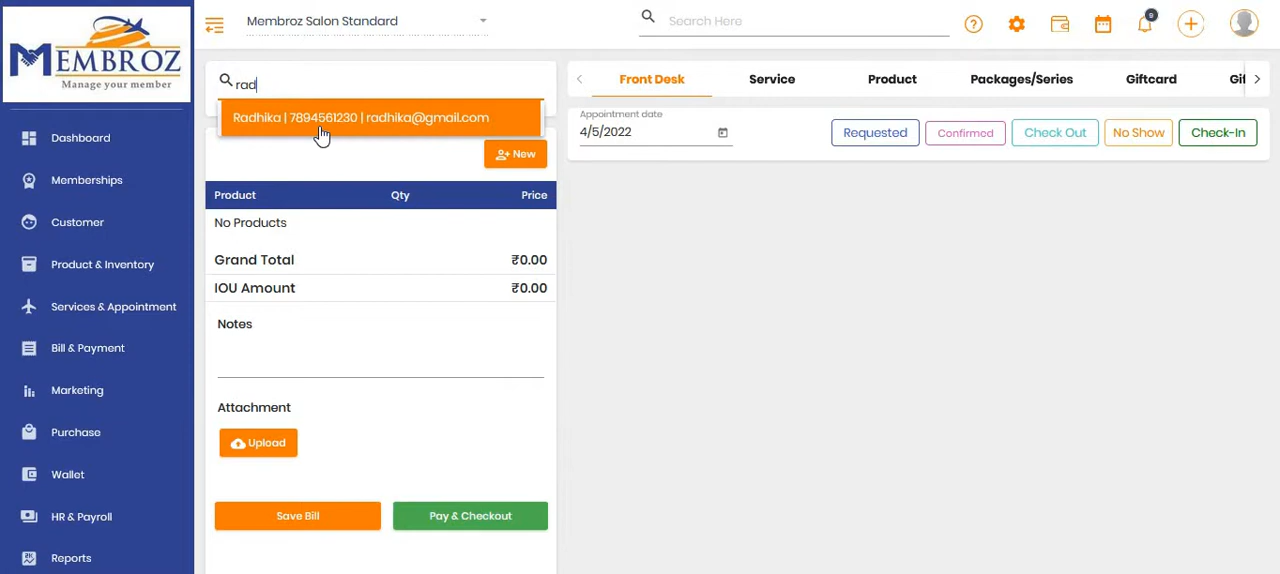 MEMBROZ
Manage your member
Membroz Salon Standard
Search Here
9
Dashboard
Memberships
Customer
Product & Inventory
Services & Appointment
Bill & Payment
Marketing
Purchase
Wallet
HR & Payroll
Reports
rad
Radhika | 7894561230 | radhika@gmail.com
New
Product Qty Price
No Products
Grand Total ₹0.00
IOU Amount ₹0.00
Notes
Attachment
Upload
Save Bill Pay & Checkout
Front Desk Service Product Packages/Series Giftcard Gif
Appointment date
4/5/2022
Requested Confirmed Check Out No Show Check-In